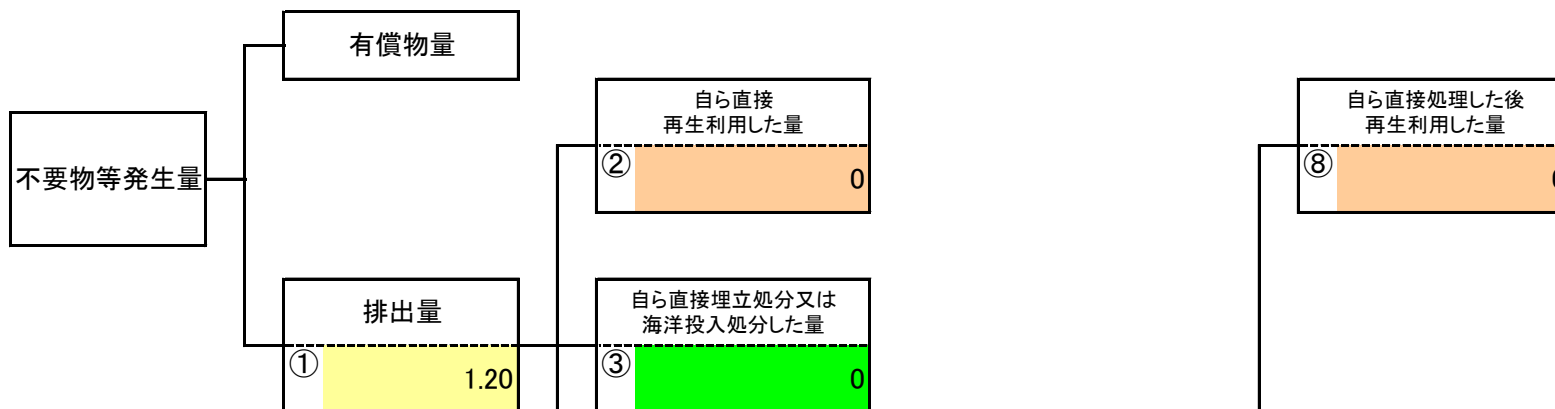 有償物量
自ら直接
再生利用した量
②
0
自ら直接処理した後
再生利用した量
⑧
不要物等発生量
排出量
①
1.20
自ら直接埋立処分又は
海洋投入処分した量
③
0